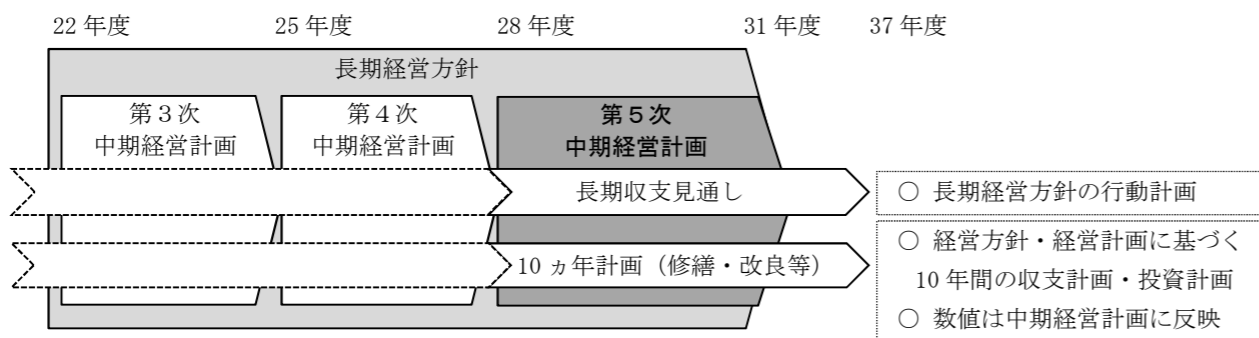 22 年度 25 年度 28 年度 31 年度 37 年度
長期経営方針
第３次
中期経営計画
第４次
中期経営計画
第５次
中期経営計画
長期収支見通し
10 ヵ年計画（修繕・改良等）
○ 長期経営方針の行動計画
○ 経営方針・経営計画に基づく
10 年間の収支計画・投資計画
○ 数値は中期経営計画に反映